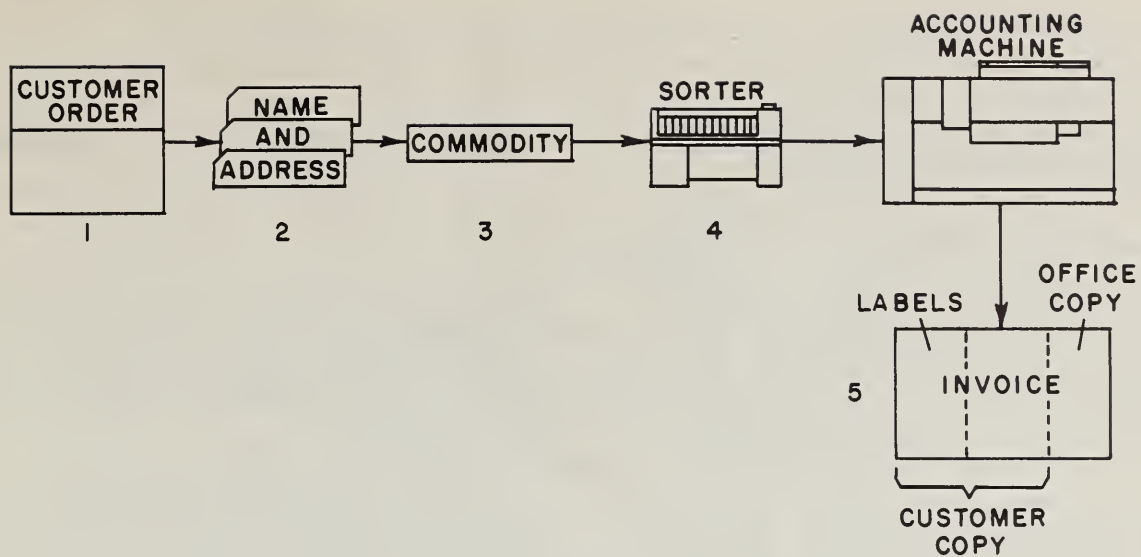 CUSTOMER
ORDER
1
NAME
AND
ADDRESS
2
COMMODITY
3
SORTER
4
ACCOUNTING
MACHINE
LABELS
OFFICE
COPY
5
INVOICE
CUSTOMER
COPY